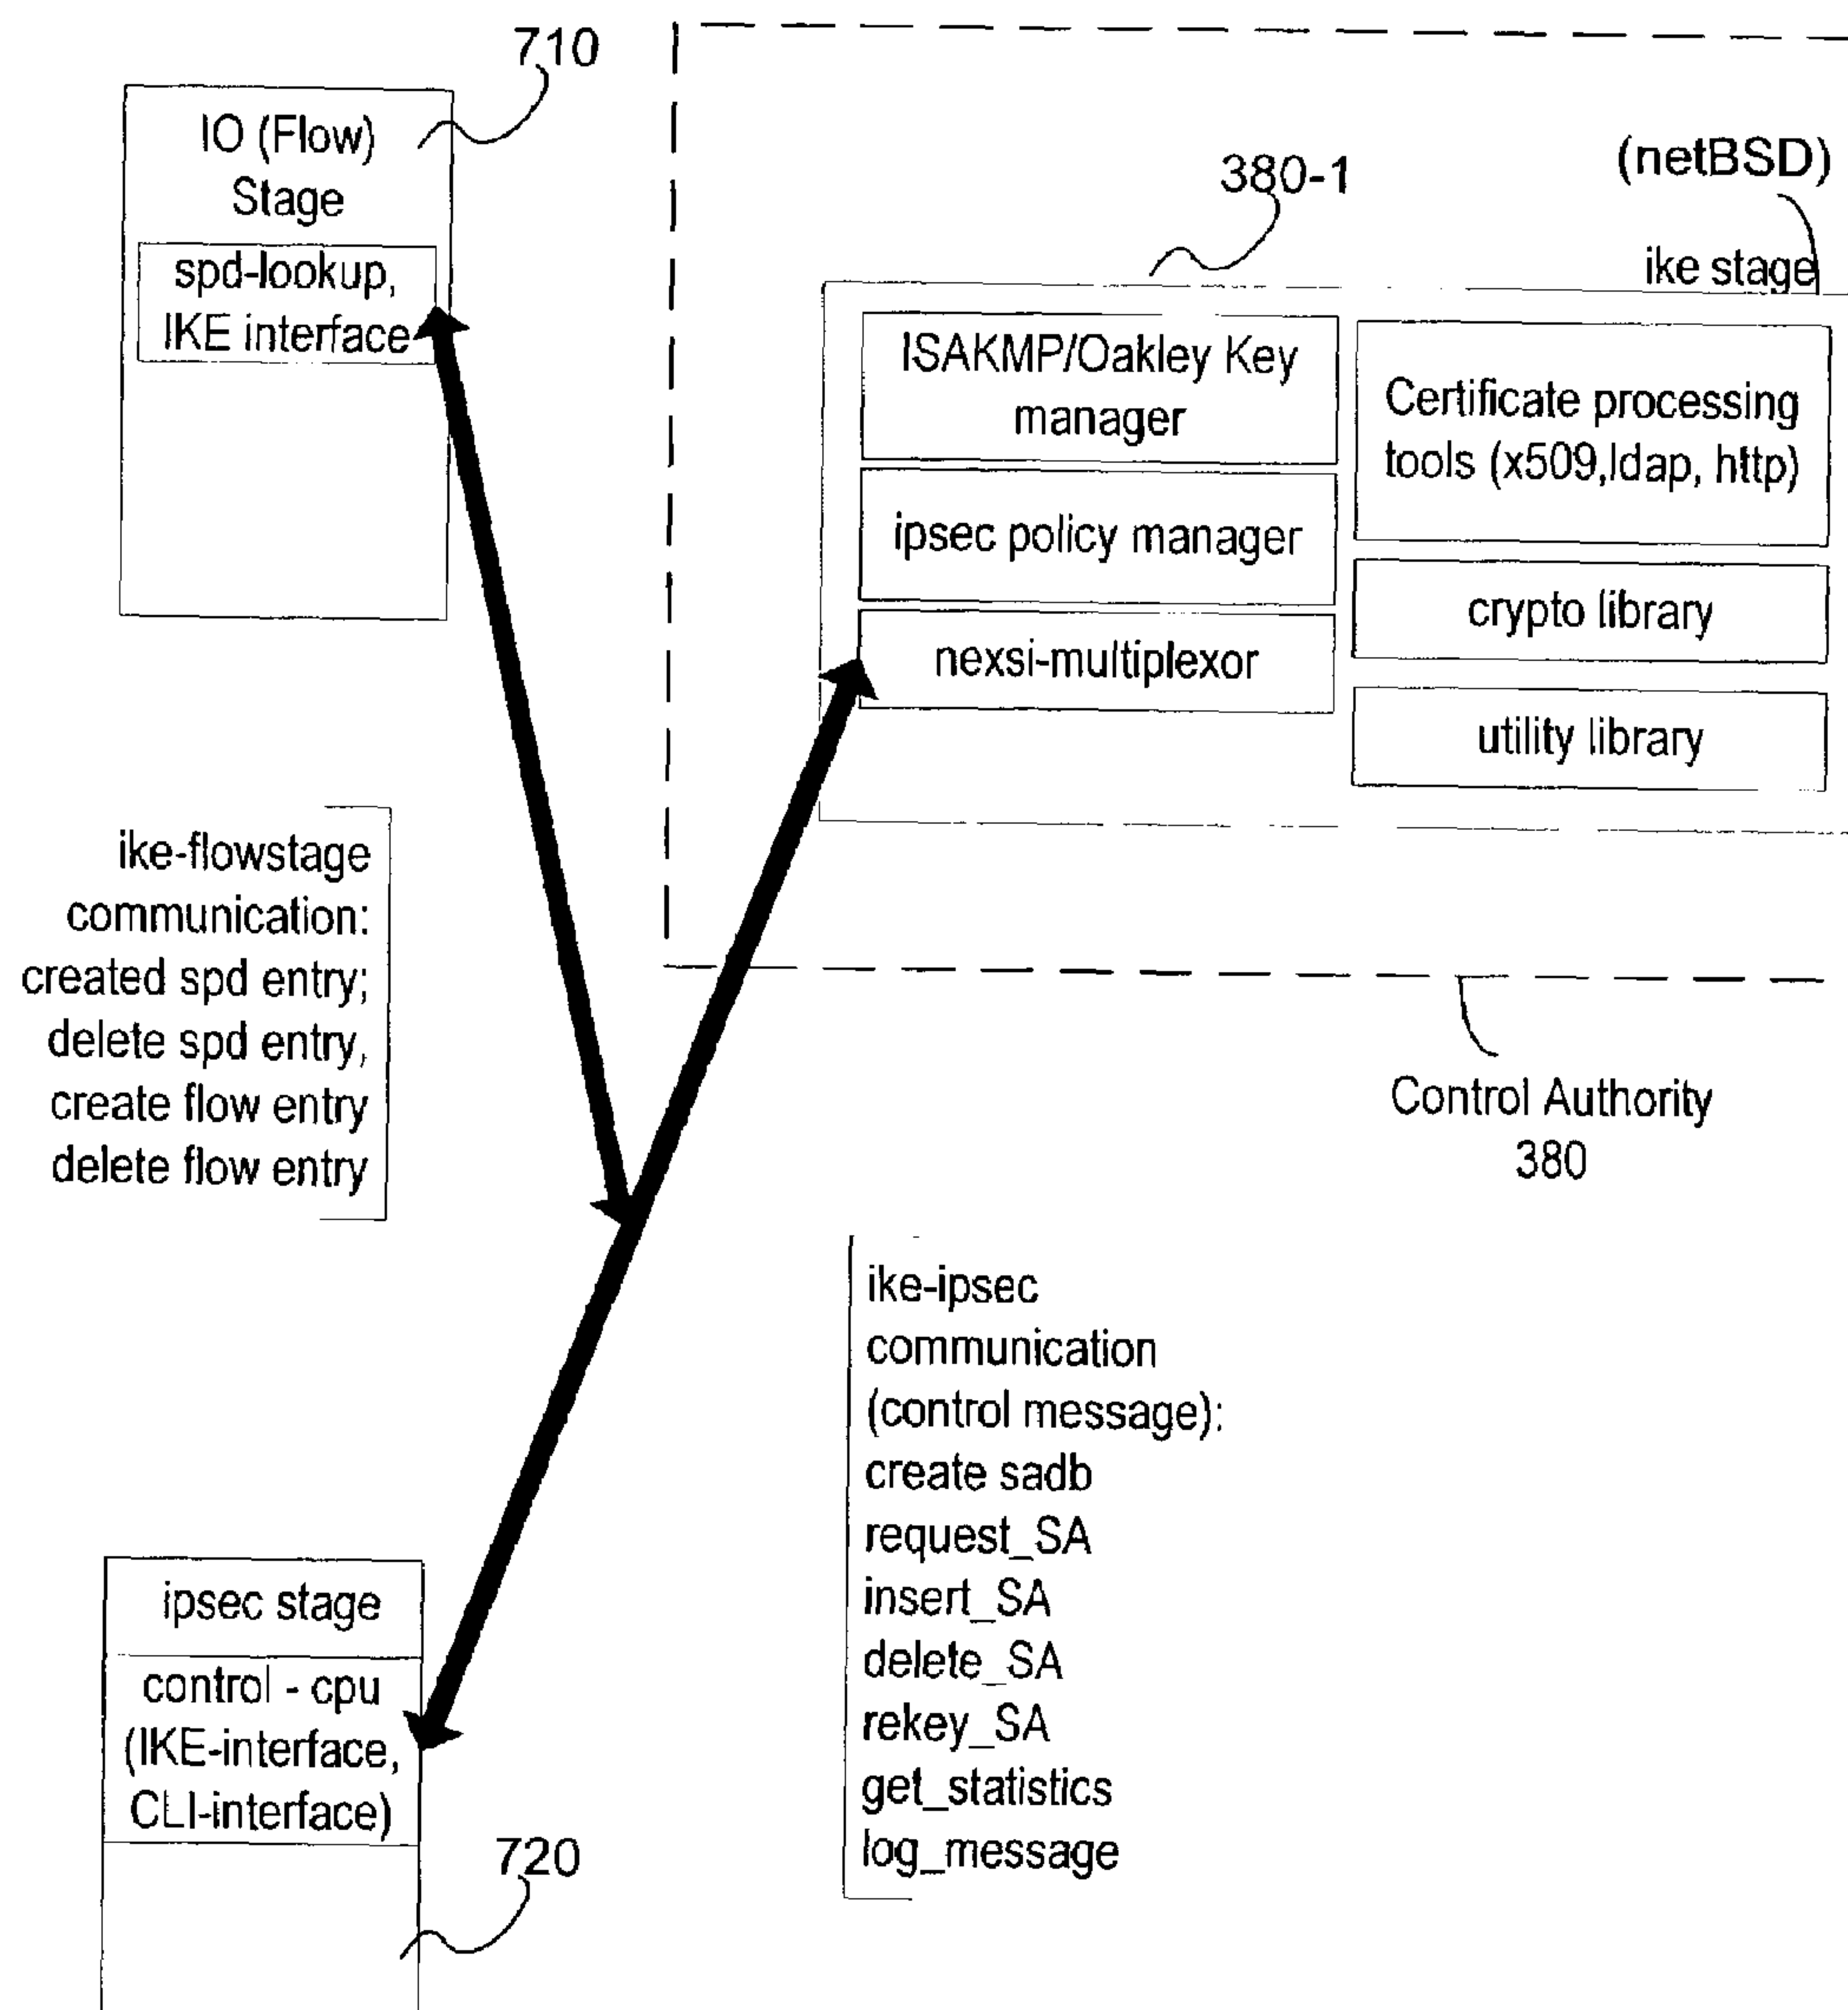 710
IO (Flow)
Stage
spd-lookup,
IKE interface
380-1
(netBSD)
ike stage
ISAKMP/Oakley Key
manager
ipsec policy manager
nexsi-multiplexor
Certificate processing
tools (x509,ldap, http)
crypto library
utility library
Control Authority
380
ike-flowstage
communication:
created spd entry;
delete spd entry,
create flow entry
delete flow entry
ike-ipsec
communication
(control message):
create sadb
request_SA
insert_SA
delete_SA
rekey_SA
get_statistics
log_message
ipsec stage
control - cpu
(IKE-interface,
CLI-interface)
720